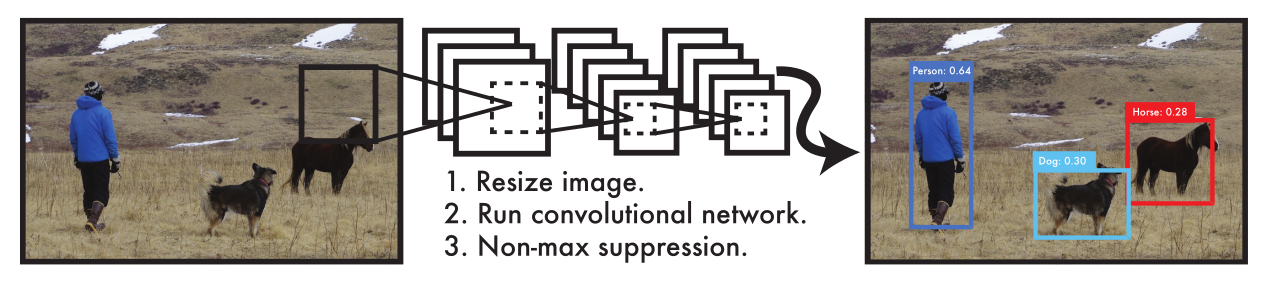 1. Resize image.
2. Run convolutional network.
3. Non-max suppression.
Person: 0.64
Horse: 0.28
Dog: 0.30